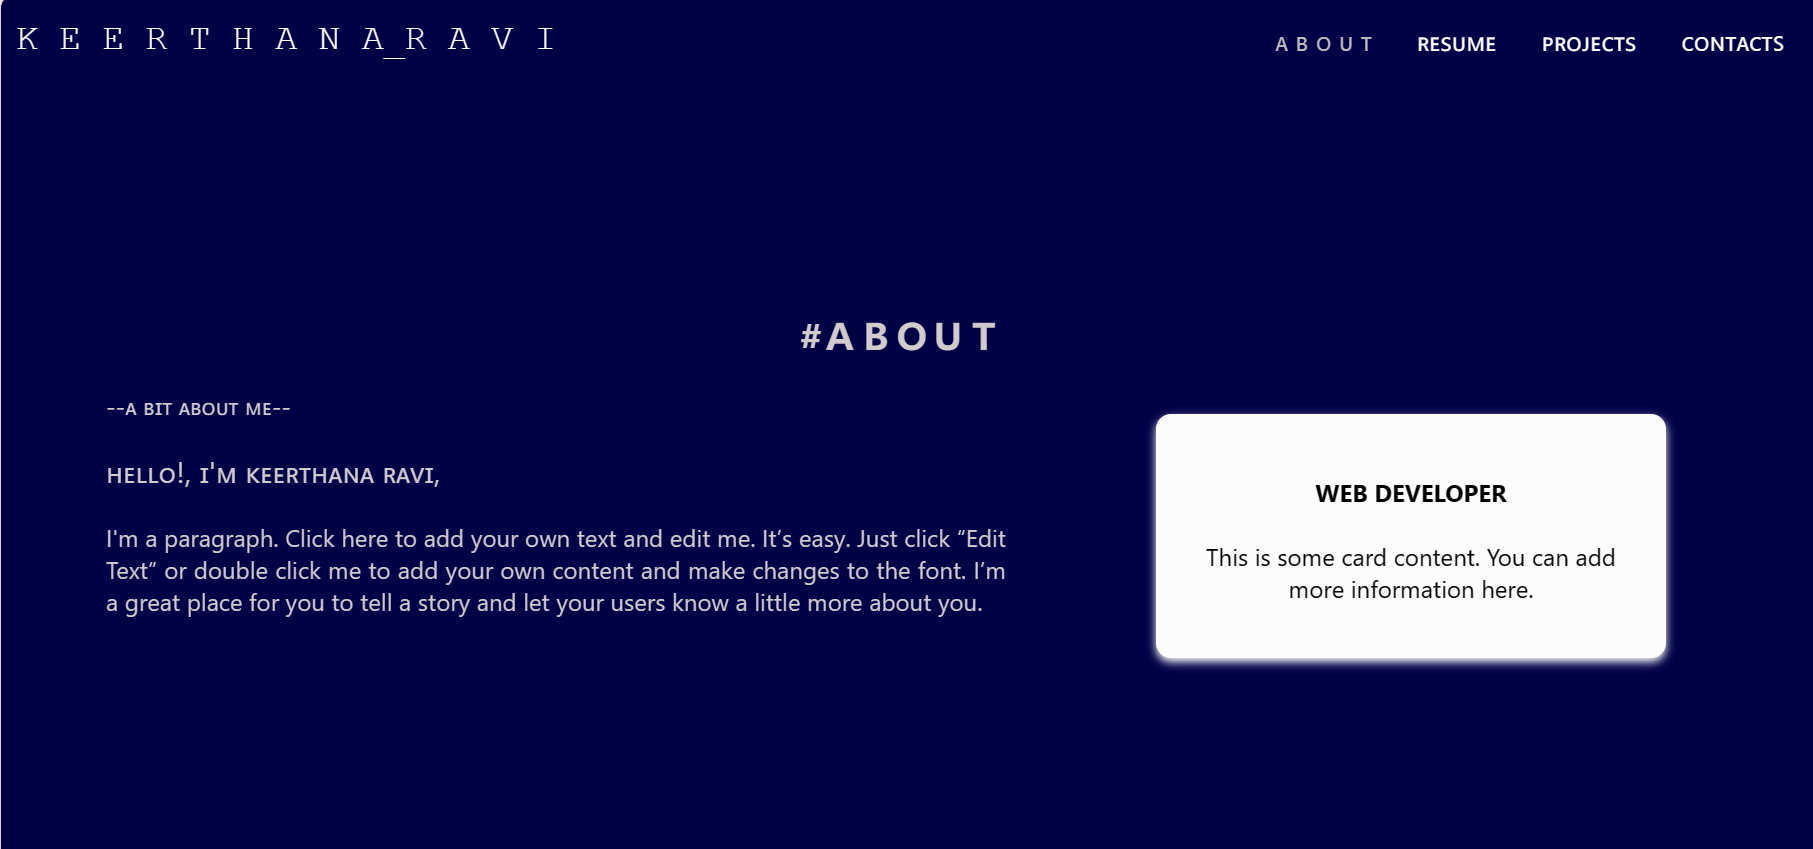 KEERTHANA_RAVI
ABOUT RESUME PROJECTS CONTACTS
#ABOUT
--A BIT ABOUT ME--
HELLO!, I'M KEERTHANA RAVI,
I'm a paragraph. Click here to add your own text and edit me. It’s easy. Just click “Edit
Text” or double click me to add your own content and make changes to the font. I’m
a great place for you to tell a story and let your users know a little more about you.
WEB DEVELOPER
This is some card content. You can add
more information here.